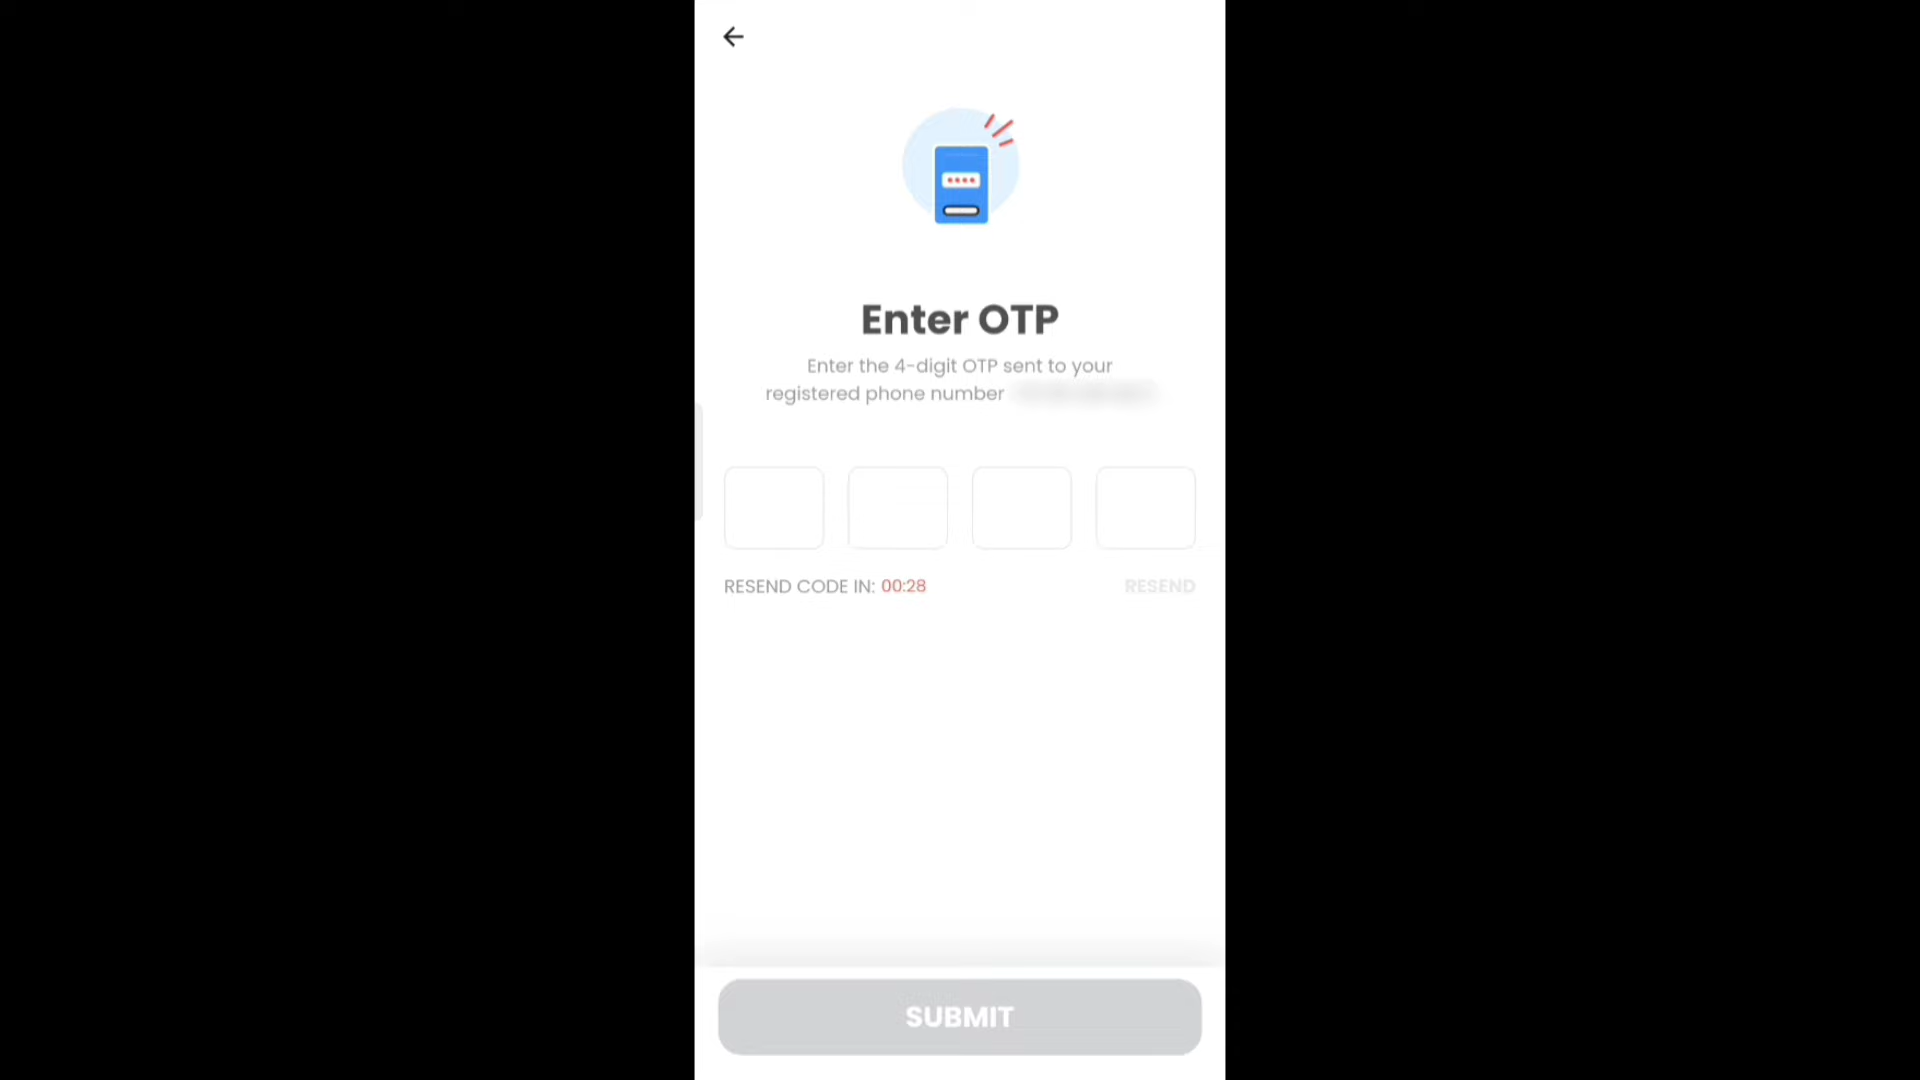 Enter OTP
Enter the 4-digit OTP sent to your
registered phone number
RESEND CODE IN: 00:28
RESEND
SUBMIT